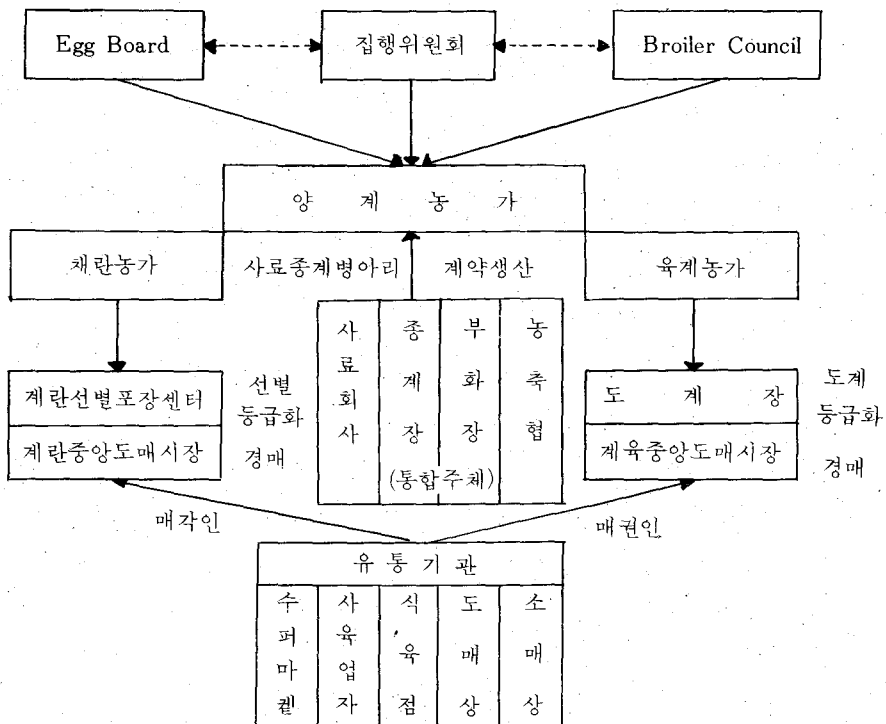 Egg Board
집행위원회
Broiler Council
양 계 농 가
채란농가
사료종계병아리
계약생산
육계농가
사료회사
종계장
부화장
농축협
(통합주체)
계란선별포장센터
계란중앙도매시장
선별
등급화
경매
도 계 장
계육중앙도매시장
도계
등급화
경매
매각인
매권인
유 통 기 관
수퍼마켙
사육업자
식육점
도매상
소매상